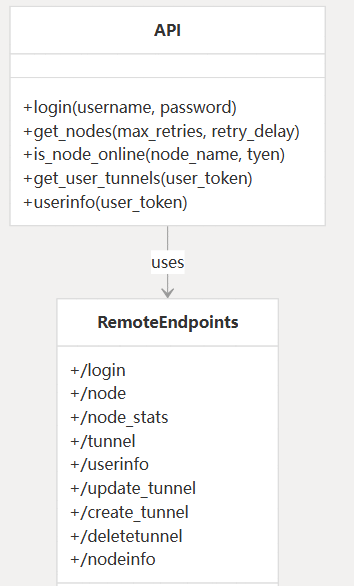 API
+login(username, password)
+get_nodes(max_retries, retry_delay)
+is_node_online(node_name, tyen)
+get_user_tunnels(user_token)
+userinfo(user_token)
uses
RemoteEndpoints
+/login
+/node
+/node_stats
+/tunnel
+/userinfo
+/update_tunnel
+/create_tunnel
+/deletetunnel
+/nodeinfo